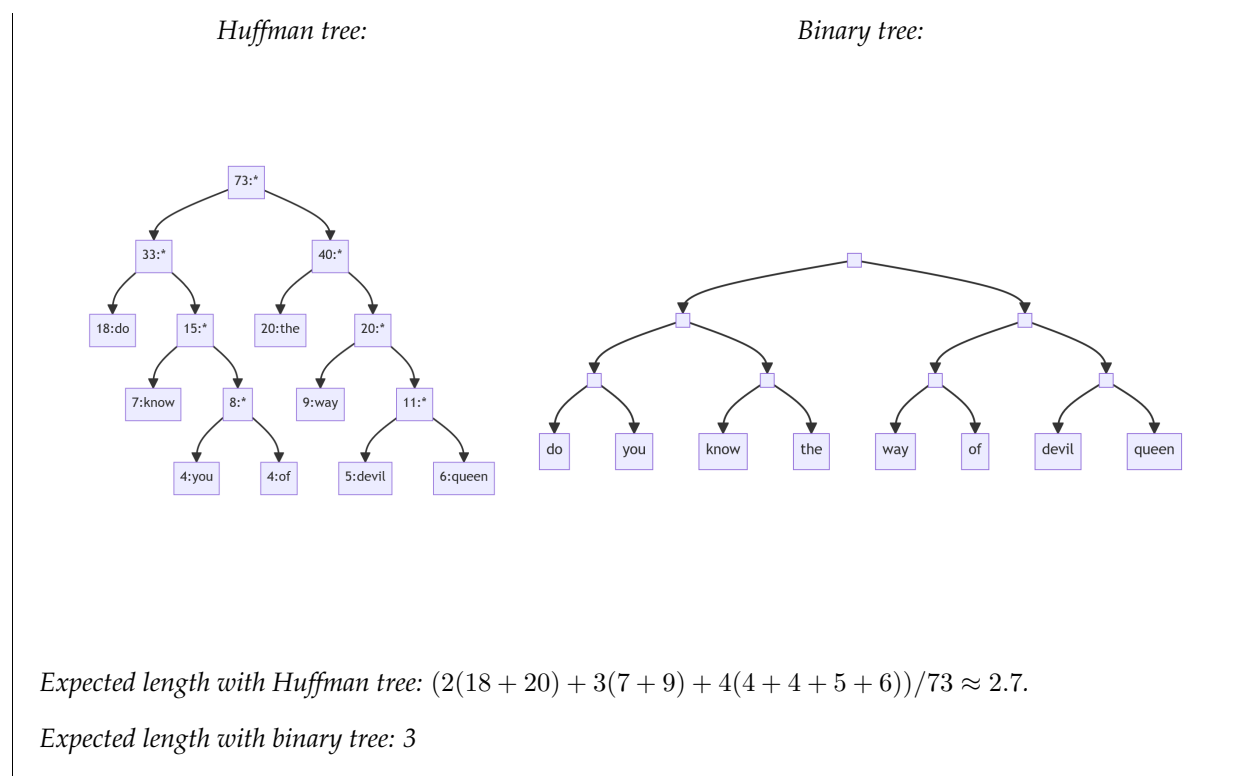 Huffman tree: Binary tree:
73:*
33:* 40:*
18:do 15:* 20:the 20:*
7:know 8:* 9:way 11:*
4:you 4:of 5:devil 6:queen
do you know the way of devil queen
Expected length with Huffman tree: (2(18 + 20) + 3(7 + 9) + 4(4 + 4 + 5 + 6))/73 ≈ 2.7.
Expected length with binary tree: 3